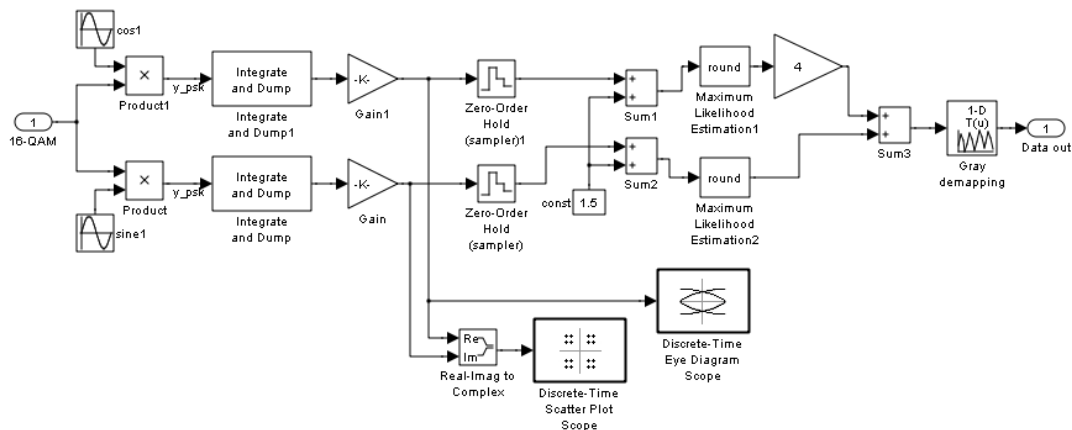 cos1
×
Product1
y_psk
Integrate
and Dump
Integrate
and Dump1
-K-
Gain1
Zero-Order
Hold
(sampler)1
+
+
Sum1
round
Maximum
Likelihood
Estimation1
4
+
+
Sum3
1-D
T(u)
Gray
demapping
1
Data out
1
16-QAM
×
Product
y_psk
sine1
Integrate
and Dump
Integrate
and Dump
-K-
Gain
Zero-Order
Hold
(sampler)
+
+
Sum2
const
1.5
round
Maximum
Likelihood
Estimation2
Discrete-Time
Eye Diagram
Scope
Re
Im
Real-Imag to
Complex
Discrete-Time
Scatter Plot
Scope